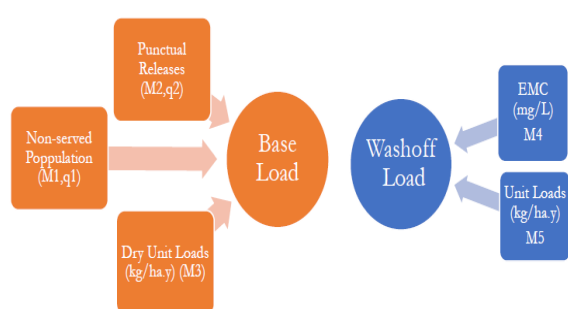 Punctual
Releases
(M2,q2)
Non-served
Poppulation
(M1,q1)
Dry Unit Loads
(kg/ha.y) (M3)
Base
Load
Washoff
Load
EMC
(mg/L)
M4
Unit Loads
(kg/ha.y)
M5